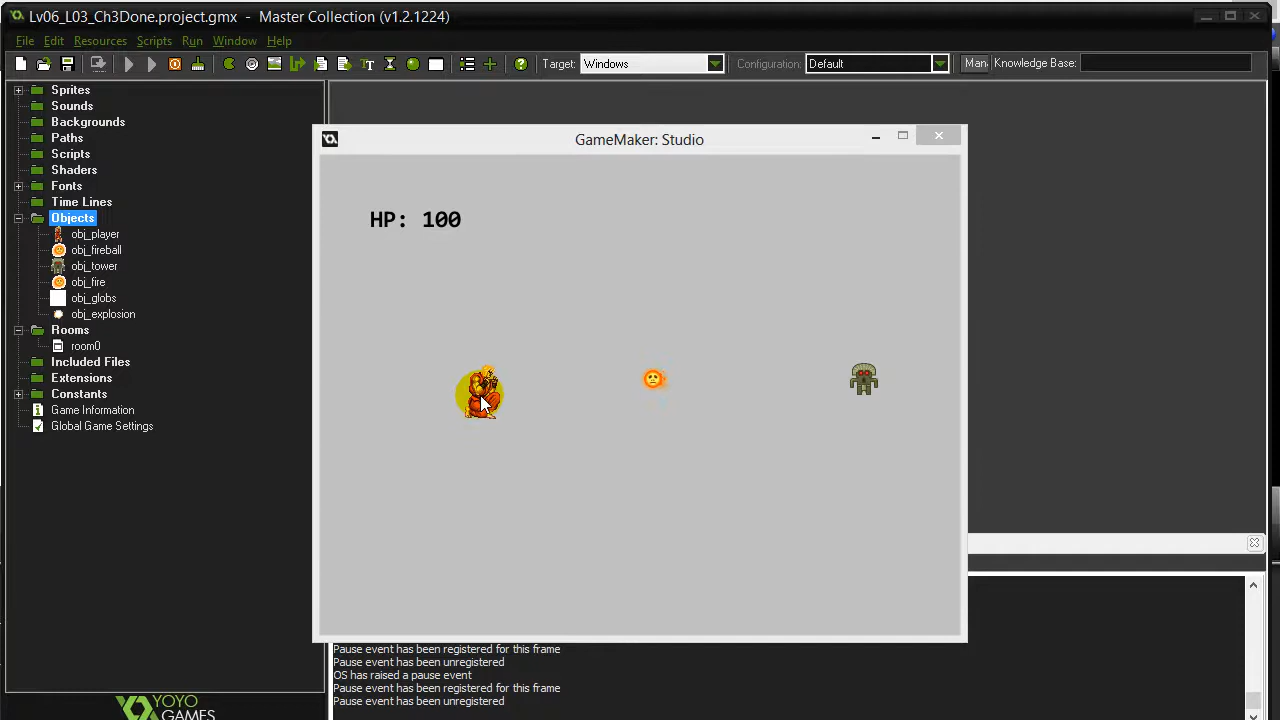 Lv06_L03_Ch3Done.project.gmx - Master Collection (v1.2.1224)
File Edit Resources Scripts Run Window Help
Target: Windows Configuration: Default Man Knowledge Base:
Sprites
Sounds
Backgrounds
Paths
Scripts
Shaders
Fonts
Time Lines
Objects
obj_player
obj_fireball
obj_tower
obj_fire
obj_globs
obj_explosion
Rooms
room0
Included Files
Extensions
Constants
Game Information
Global Game Settings
GameMaker: Studio
HP: 100
Pause event has been registered for this frame
Pause event has been unregistered
OS has raised a pause event
Pause event has been registered for this frame
Pause event has been unregistered
YOYO
GAMES